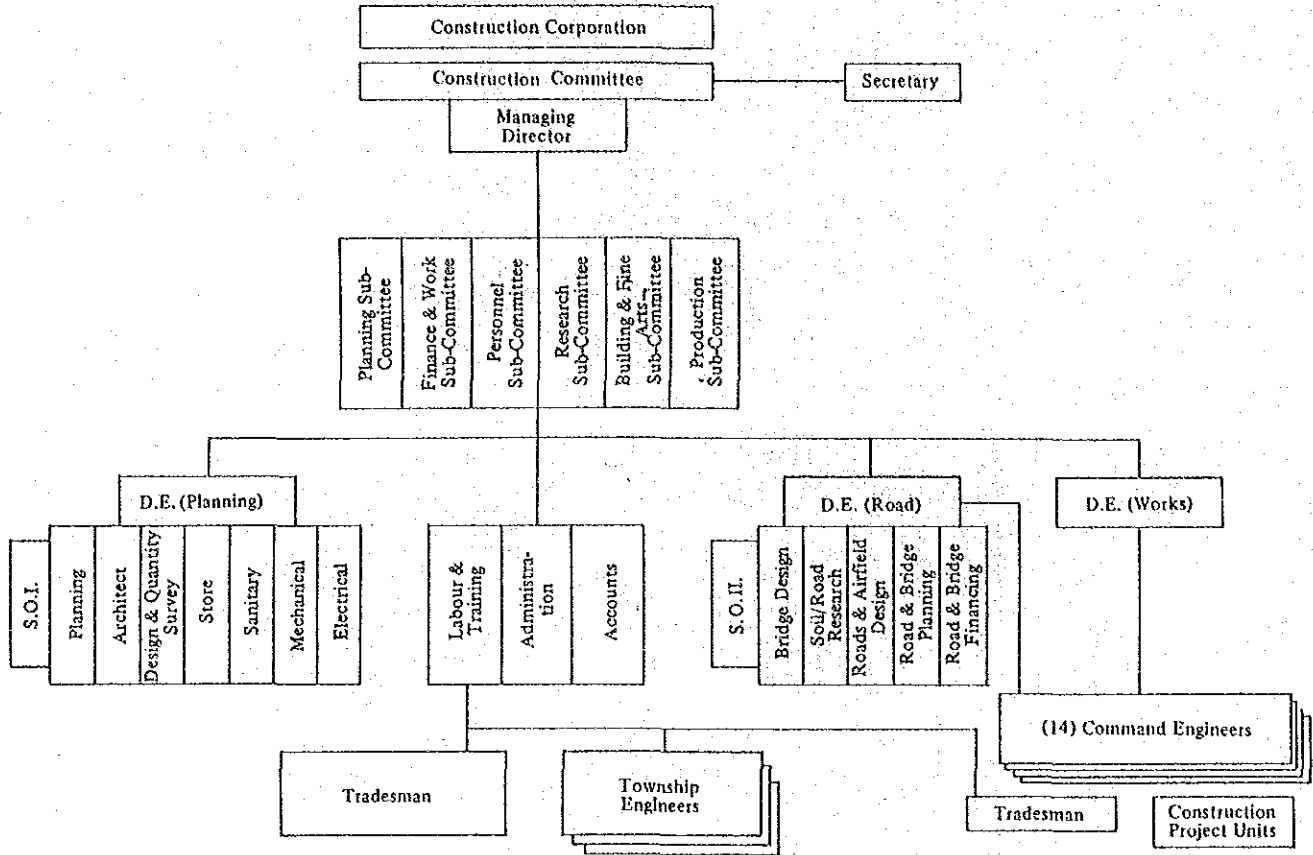 Construction Corporation
Construction Committee
Secretary
Managing
Director
Planning Sub-
Committee
Finance & Work
Sub-Committee
Personnel
Sub-Committee
Research
Sub-Committee
Building & Fine
Arts
Sub-Committee
Production
Sub-Committee
D.E. (Planning)
S.O.I.
Planning
Architect
Design & Quantity
Survey
Store
Sanitary
Mechanical
Electrical
Labour &
Training
Administra-
tion
Accounts
D.E. (Road)
S.O.II.
Bridge Design
Soil/Road
Research
Roads & Airfield
Design
Road & Bridge
Planning
Road & Bridge
Financing
D.E. (Works)
(14) Command Engineers
Tradesman
Township
Engineers
Tradesman
Construction
Project Units